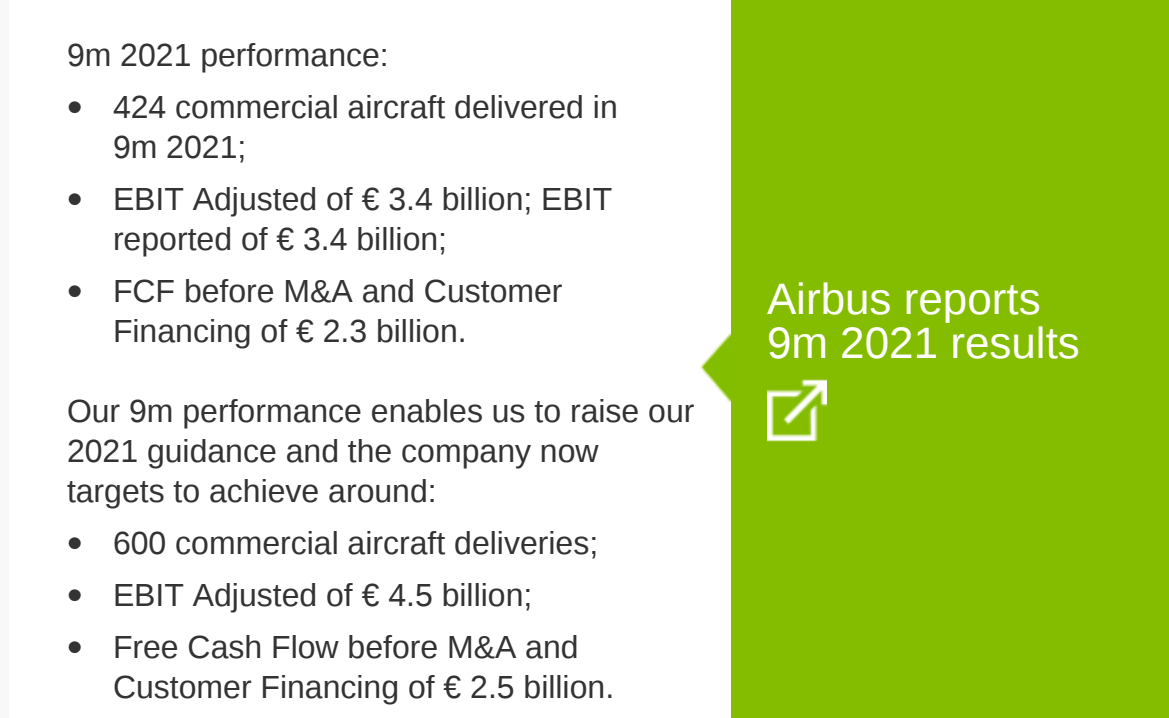 9m 2021 performance:
• 424 commercial aircraft delivered in
9m 2021;
• EBIT Adjusted of € 3.4 billion; EBIT
reported of € 3.4 billion;
• FCF before M&A and Customer
Financing of € 2.3 billion.
Our 9m performance enables us to raise our
2021 guidance and the company now
targets to achieve around:
• 600 commercial aircraft deliveries;
• EBIT Adjusted of € 4.5 billion;
• Free Cash Flow before M&A and
Customer Financing of € 2.5 billion.
Airbus reports
9m 2021 results